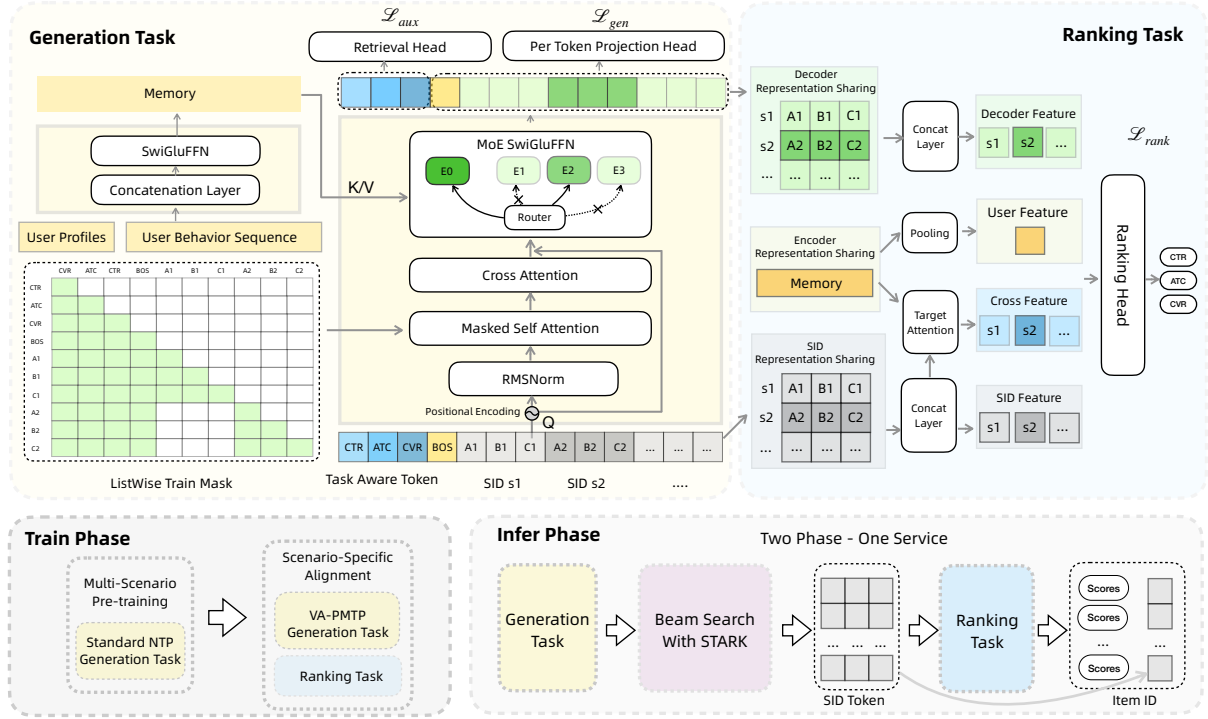 Generation Task
ℒaux
ℒgen
Retrieval Head
Per Token Projection Head
Memory
SwiGluFFN
Concatenation Layer
User Profiles
User Behavior Sequence
K/V
MoE SwiGluFFN
E0
E1
E2
E3
Router
Cross Attention
Masked Self Attention
RMSNorm
Positional Encoding
Q
CVR ATC CTR BOS A1 B1 C1 A2 B2 C2
CTR
ATC
CVR
BOS
A1
B1
C1
A2
B2
C2
ListWise Train Mask
CTR ATC CVR BOS A1 B1 C1 A2 B2 C2 ... ... ...
Task Aware Token
SID s1
SID s2
....
Ranking Task
Decoder
Representation Sharing
s1 A1 B1 C1
s2 A2 B2 C2
... ... ... ...
Concat
Layer
Decoder Feature
s1 s2 ...
ℒrank
Encoder
Representation Sharing
Memory
Pooling
User Feature
Target
Attention
Cross Feature
s1 s2 ...
SID
Representation Sharing
s1 A1 B1 C1
s2 A2 B2 C2
... ... ... ...
Concat
Layer
SID Feature
s1 s2 ...
Ranking Head
CTR
ATC
CVR
Train Phase
Multi-Scenario
Pre-training
Standard NTP
Generation Task
Scenario-Specific
Alignment
VA-PMTP
Generation Task
Ranking Task
Infer Phase
Two Phase - One Service
Generation
Task
Beam Search
With STARK
... ... ...
SID Token
Ranking
Task
Scores
Scores
... ...
Scores
Item ID